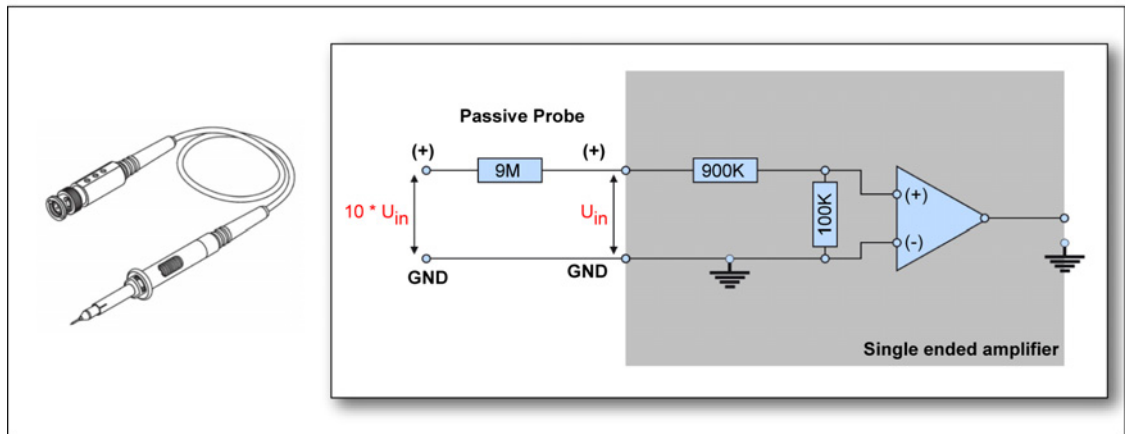 Passive Probe
(+)
9M
(+)
900K
100K
(+)
(-)
10 * Uin
Uin
GND
GND
Single ended amplifier